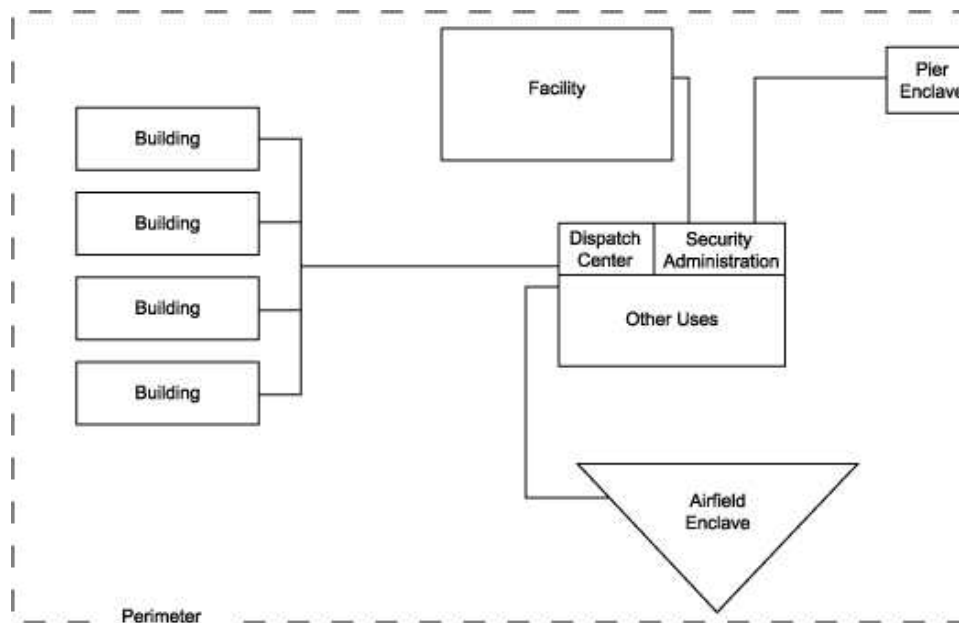 Facility
Pier
Enclave
Building
Building
Building
Building
Dispatch
Center
Security
Administration
Other Uses
Airfield
Enclave
Perimeter